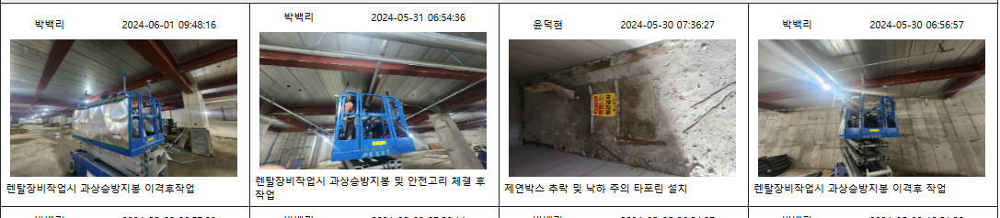 박백리 2024-06-01 09:48:16
박백리 2024-05-31 06:54:36
윤덕현 2024-05-30 07:36:27
박백리 2024-05-30 06:56:57
렌탈장비작업시 과상승방지봉 이격후작업
렌탈장비작업시 과상승방지봉 및 안전고리 체결 후
작업
제연박스 추락 및 낙하 주의 타포린 설치
렌탈장비작업시 과상승방지봉 이격후 작업